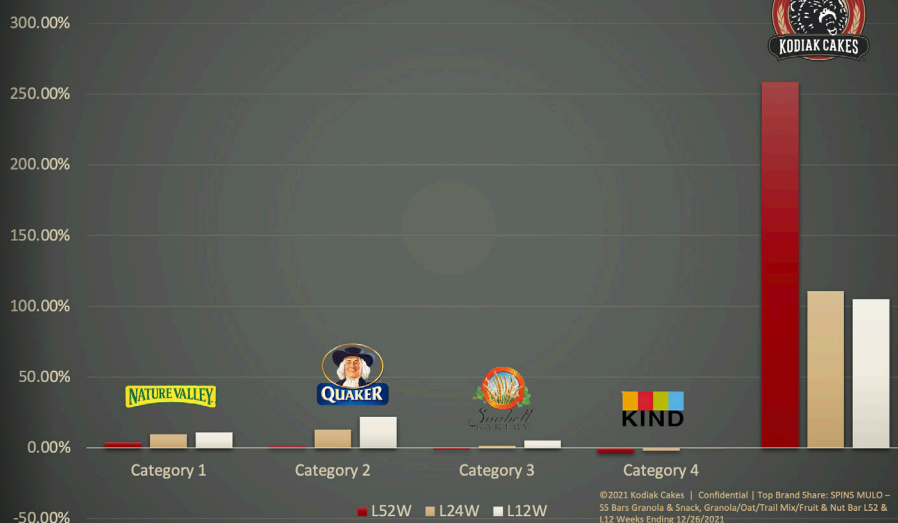 300.00%
KODIAK CAKES
250.00%
200.00%
150.00%
100.00%
50.00%
NATURE VALLEY
QUAKER
Sunbelt
BAKERY
KIND
0.00%
Category 1
Category 2
Category 3
Category 4
-50.00%
L52W
L24W
L12W
©2021 Kodiak Cakes | Confidential | Top Brand Share: SPINS MULO –
SS Bars Granola & Snack, Granola/Oat/Trail Mix/Fruit & Nut Bar L52 &
L12 Weeks Ending 12/26/2021